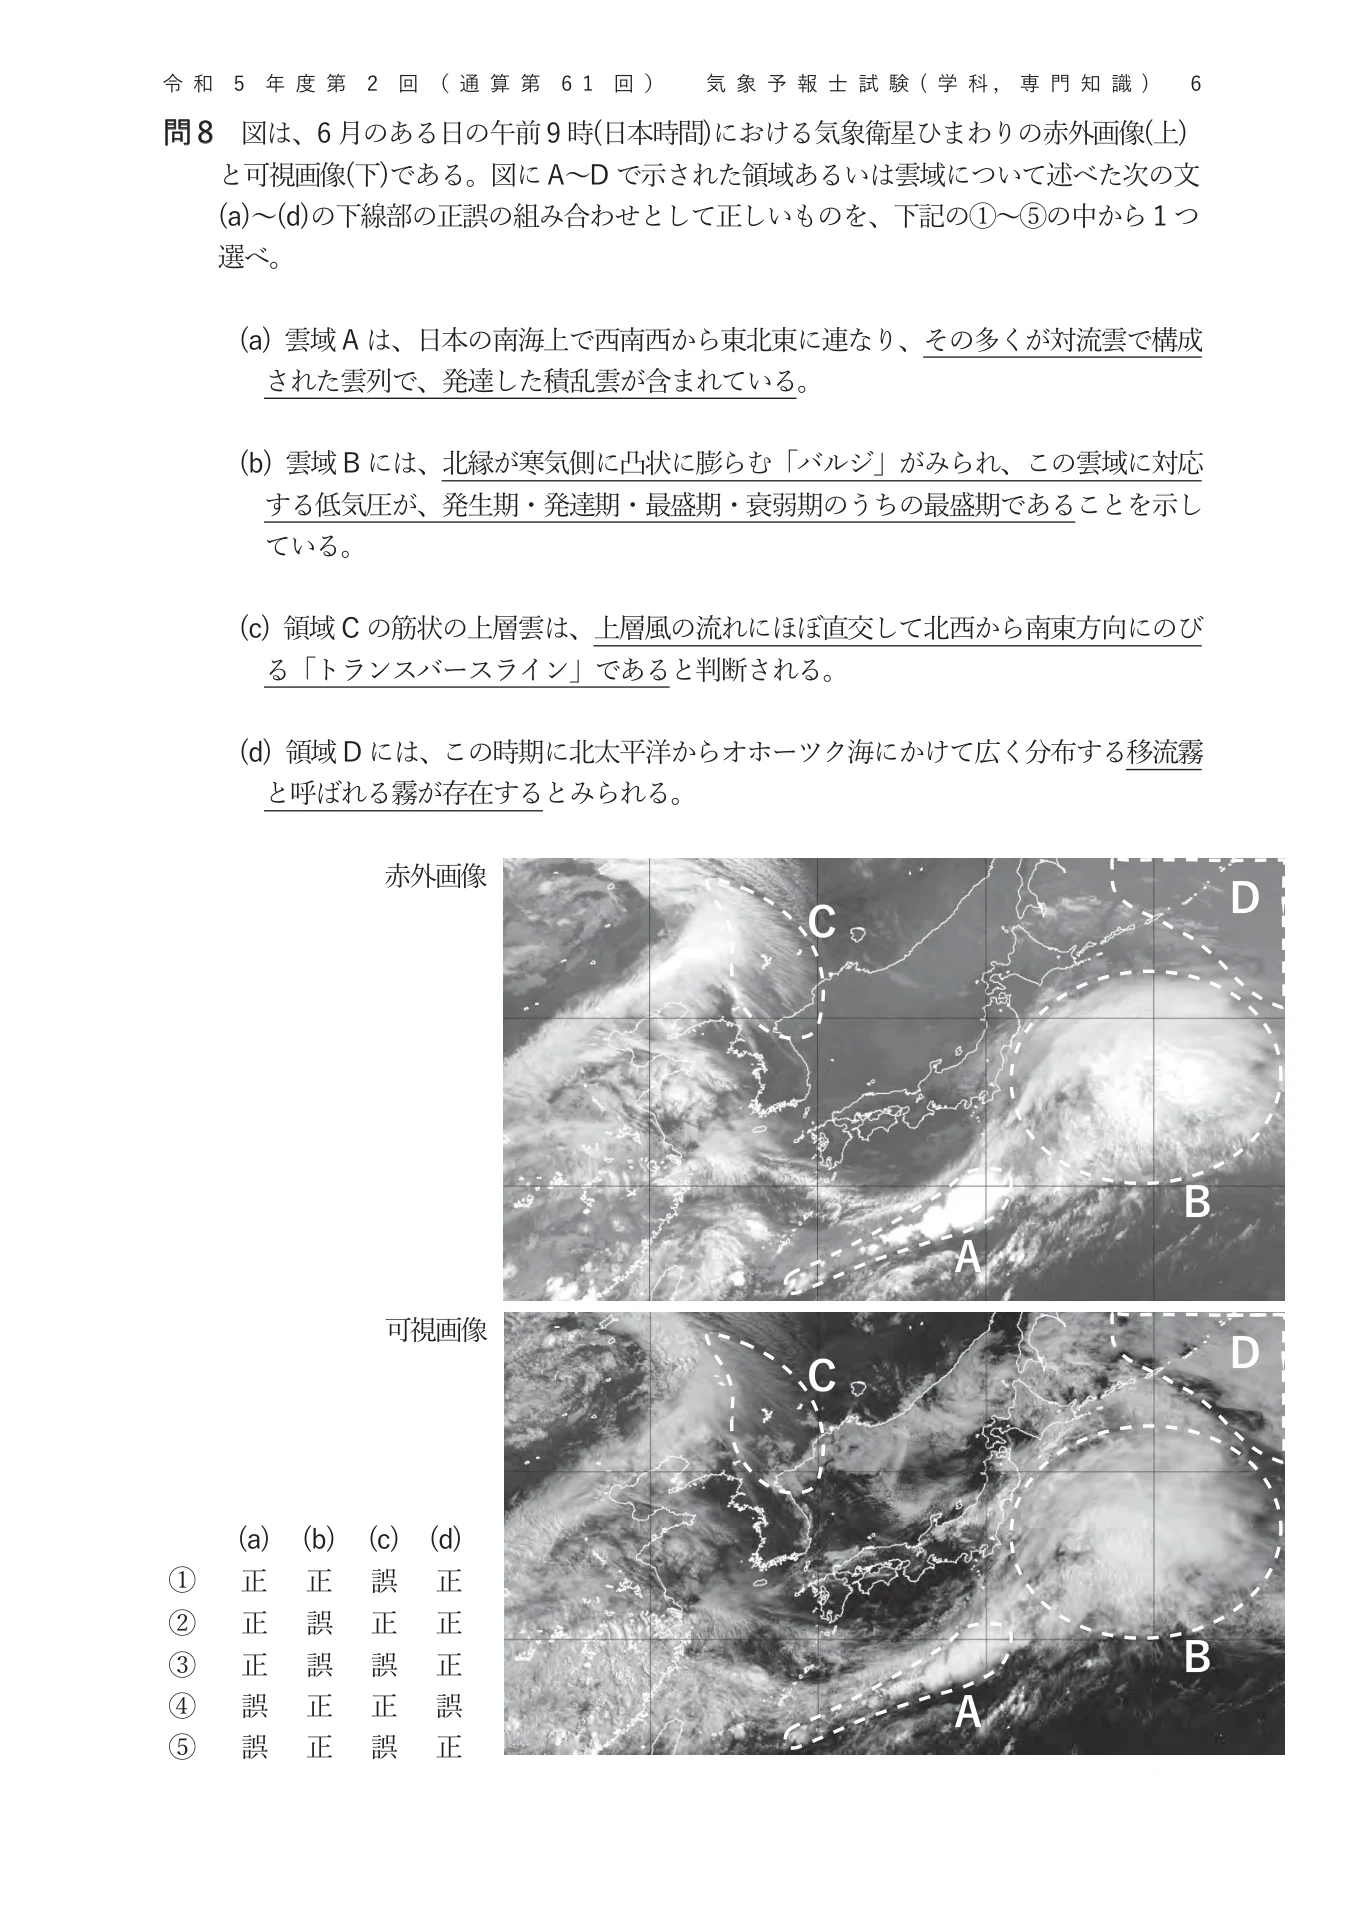 令和 5 年度第 2 回（通算第 61 回） 気象予報士試験(学科, 専門知識) 6
問8 図は、6 月のある日の午前 9 時(日本時間)における気象衛星ひまわりの赤外画像(上)
と可視画像(下)である。図に A～D で示された領域あるいは雲域について述べた次の文
(a)～(d)の下線部の正誤の組み合わせとして正しいものを、下記の①～⑤の中から 1 つ
選べ。
(a) 雲域 A は、日本の南海上で西南西から東北東に連なり、その多くが対流雲で構成
された雲列で、発達した積乱雲が含まれている。
(b) 雲域 B には、北縁が寒気側に凸状に膨らむ「バルジ」がみられ、この雲域に対応
する低気圧が、発生期・発達期・最盛期・衰弱期のうちの最盛期であることを示し
ている。
(c) 領域 C の筋状の上層雲は、上層風の流れにほぼ直交して北西から南東方向にのび
る「トランスバースライン」であると判断される。
(d) 領域 D には、この時期に北太平洋からオホーツク海にかけて広く分布する移流霧
と呼ばれる霧が存在するとみられる。
赤外画像
C
D
B
A
可視画像
C
D
B
A
(a) (b) (c) (d)
① 正 正 誤 正
② 正 誤 正 正
③ 正 誤 誤 正
④ 誤 正 正 誤
⑤ 誤 正 誤 正